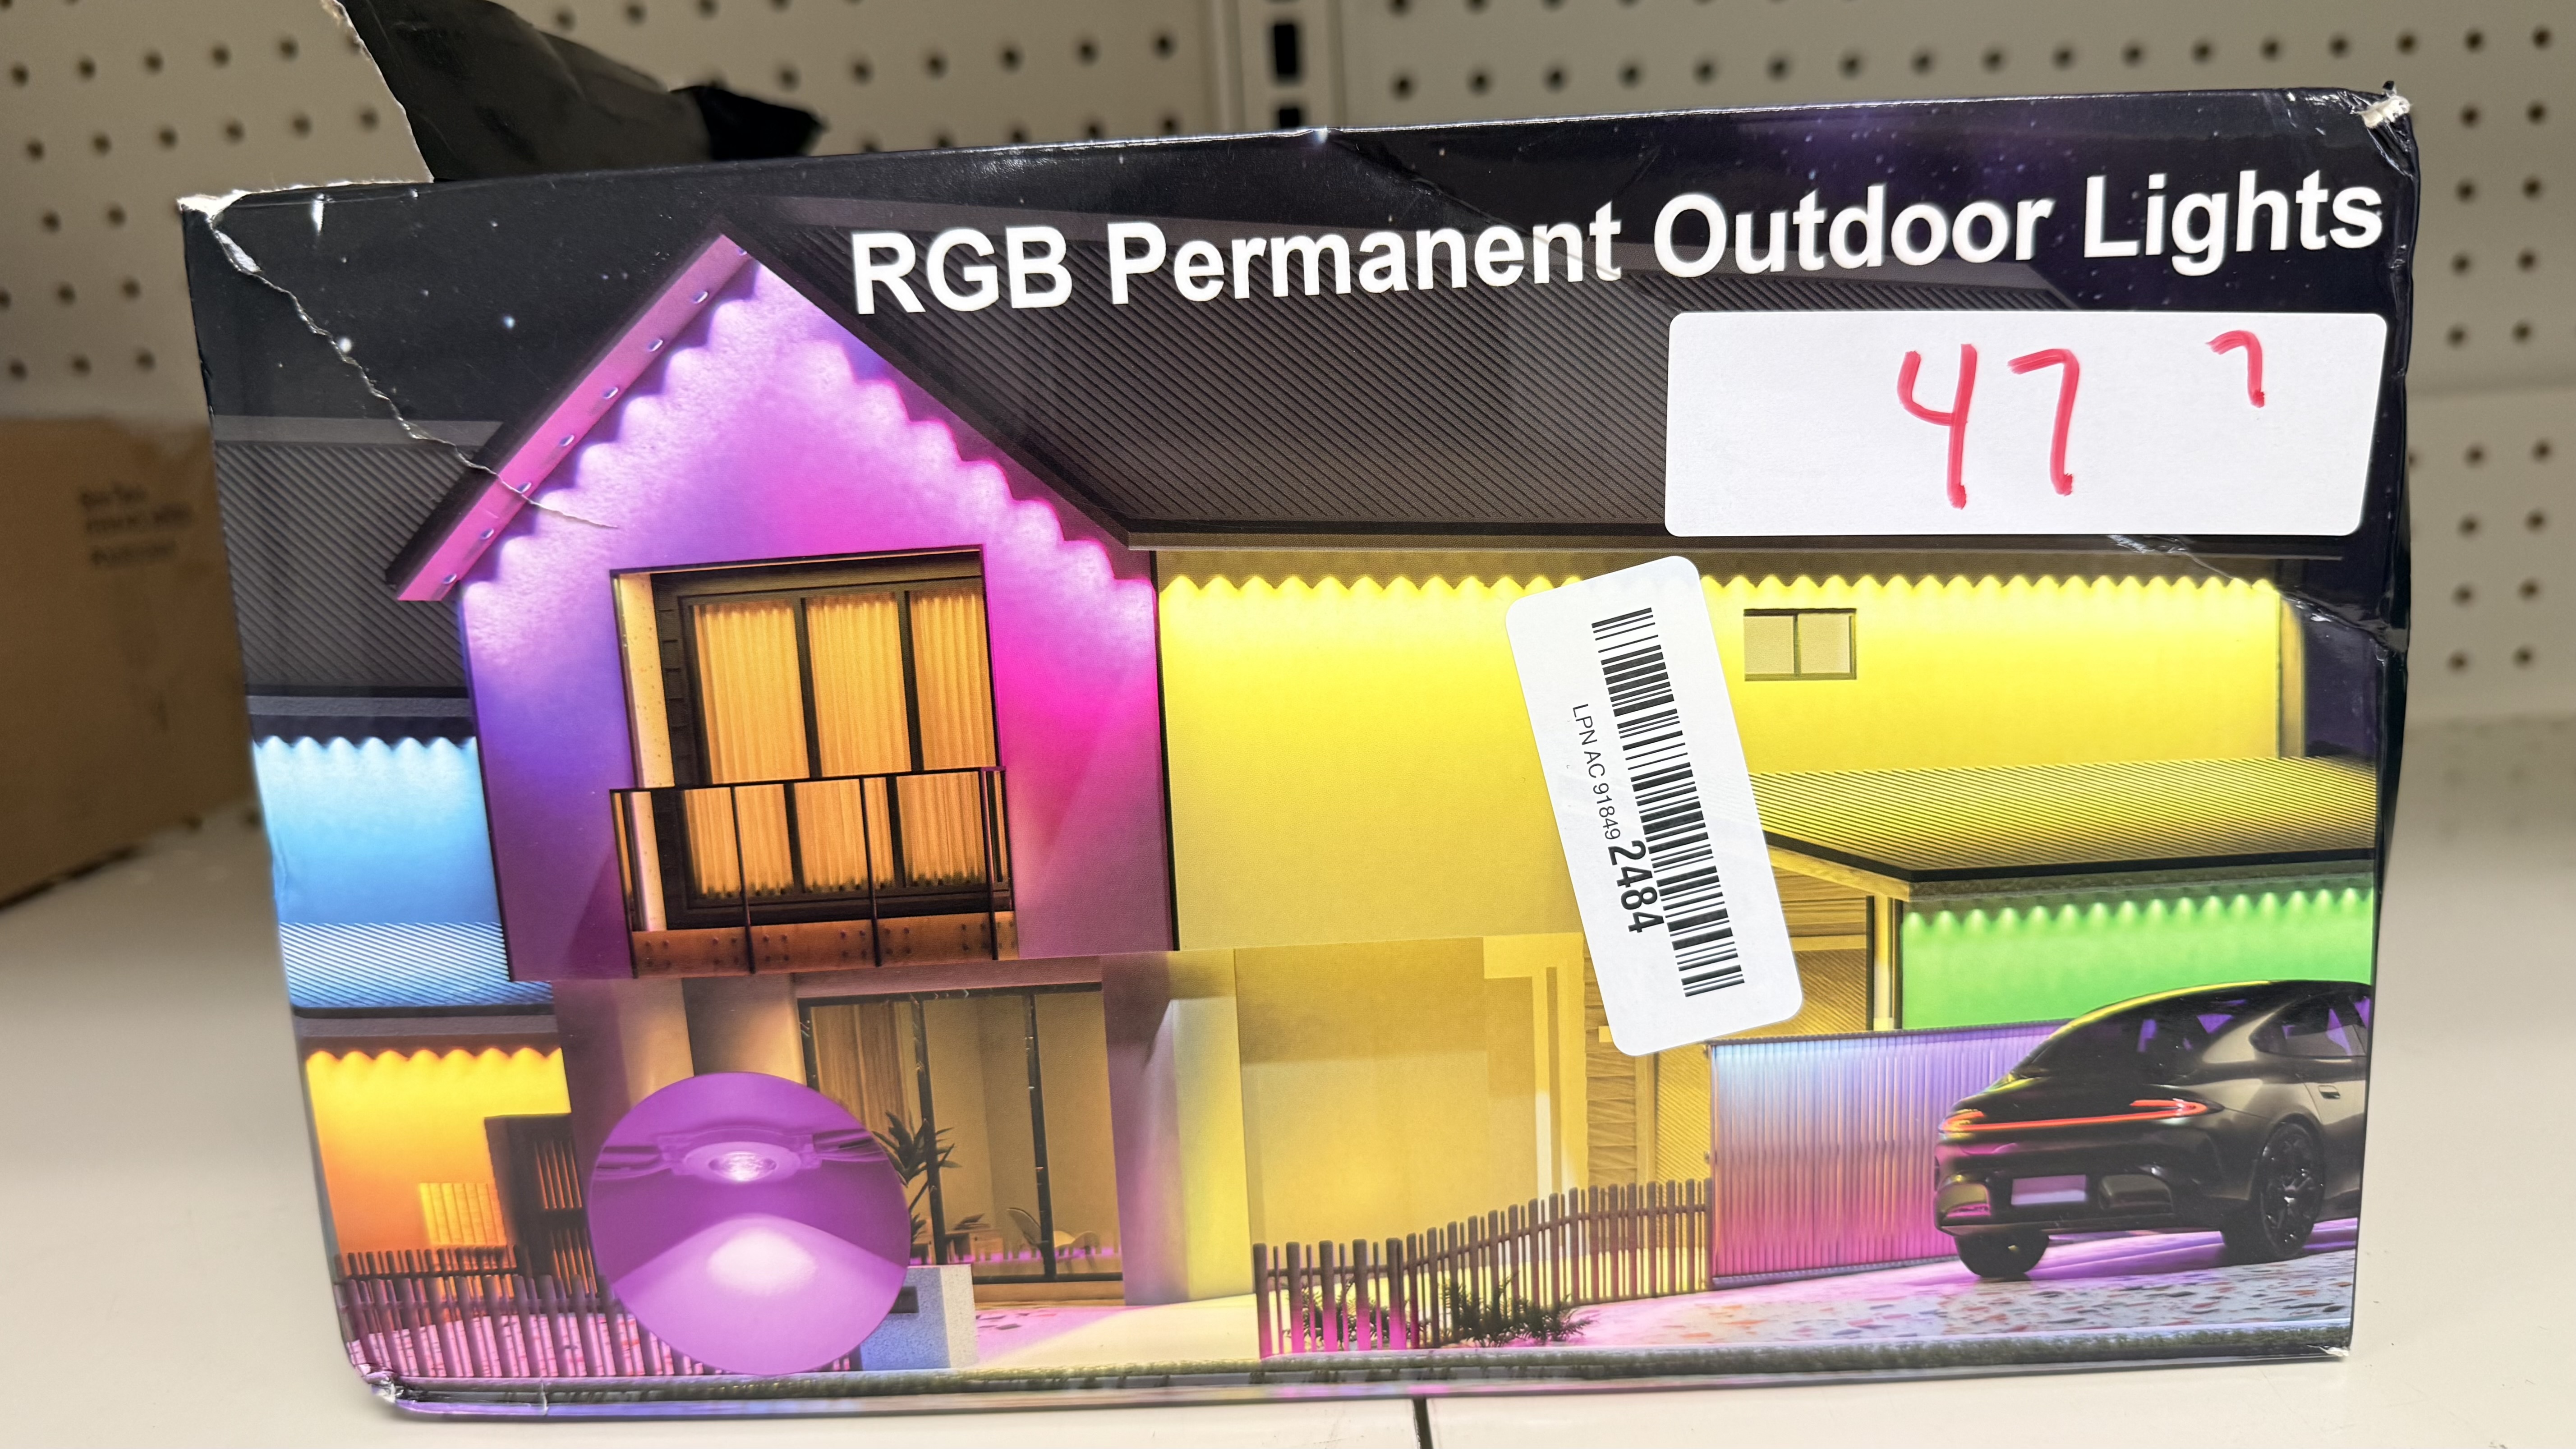 RGB Permanent Outdoor Lights
47 7
LPN AC 91849 2484